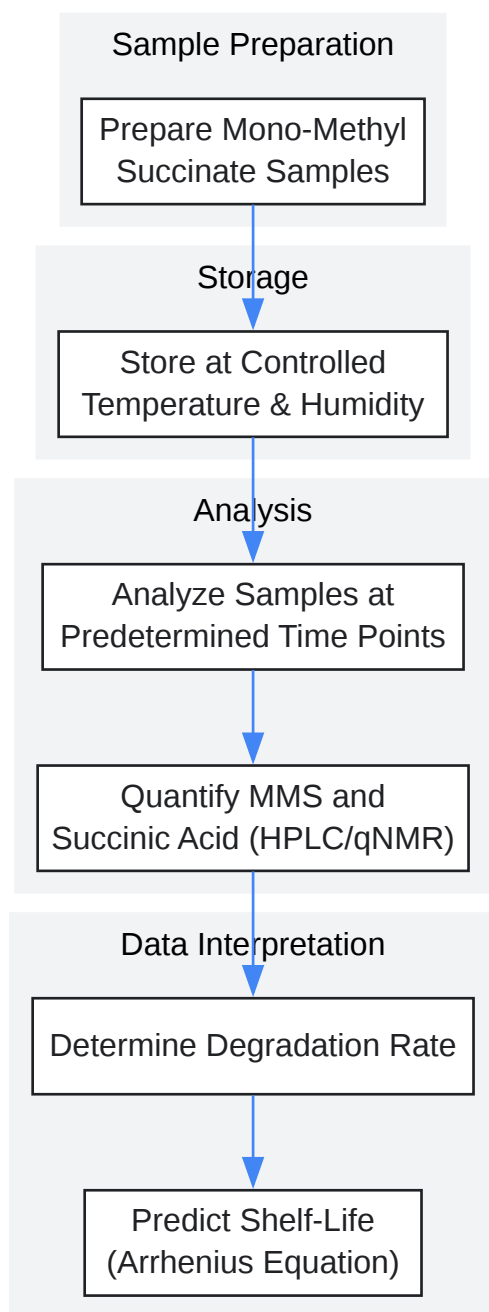 Sample Preparation
Prepare Mono-Methyl
Succinate Samples
Storage
Store at Controlled
Temperature & Humidity
Analysis
Analyze Samples at
Predetermined Time Points
Quantify MMS and
Succinic Acid (HPLC/qNMR)
Data Interpretation
Determine Degradation Rate
Predict Shelf-Life
(Arrhenius Equation)